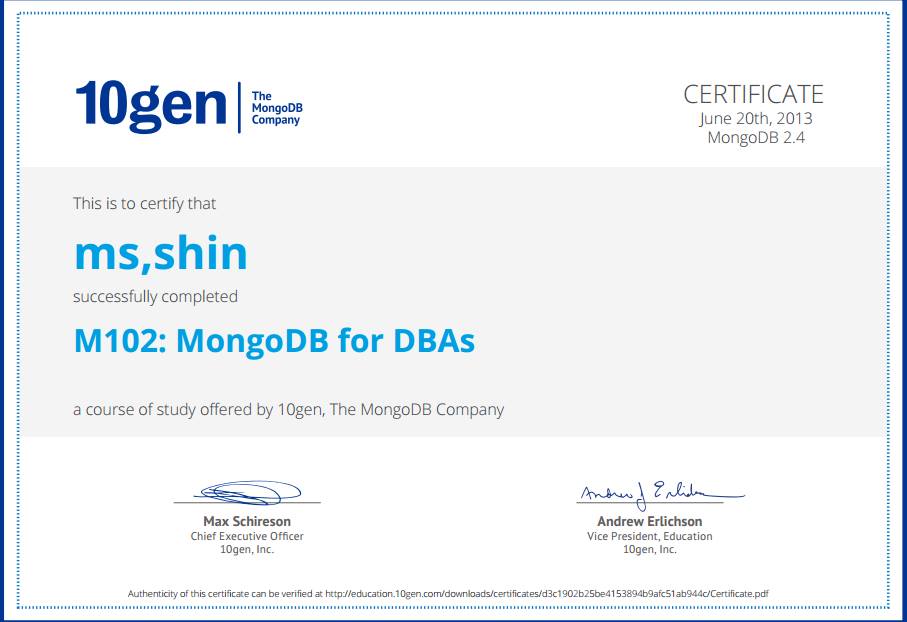 10gen
The
MongoDB
Company
CERTIFICATE
June 20th, 2013
MongoDB 2.4
This is to certify that
ms,shin
successfully completed
M102: MongoDB for DBAs
a course of study offered by 10gen, The MongoDB Company
Andrew J Erlichson
Max Schireson
Chief Executive Officer
10gen, Inc.
Andrew Erlichson
Vice President, Education
10gen, Inc.
Authenticity of this certificate can be verified at http://education.10gen.com/downloads/certificates/d3c1902b25be4153894b9afc51ab944c/Certificate.pdf